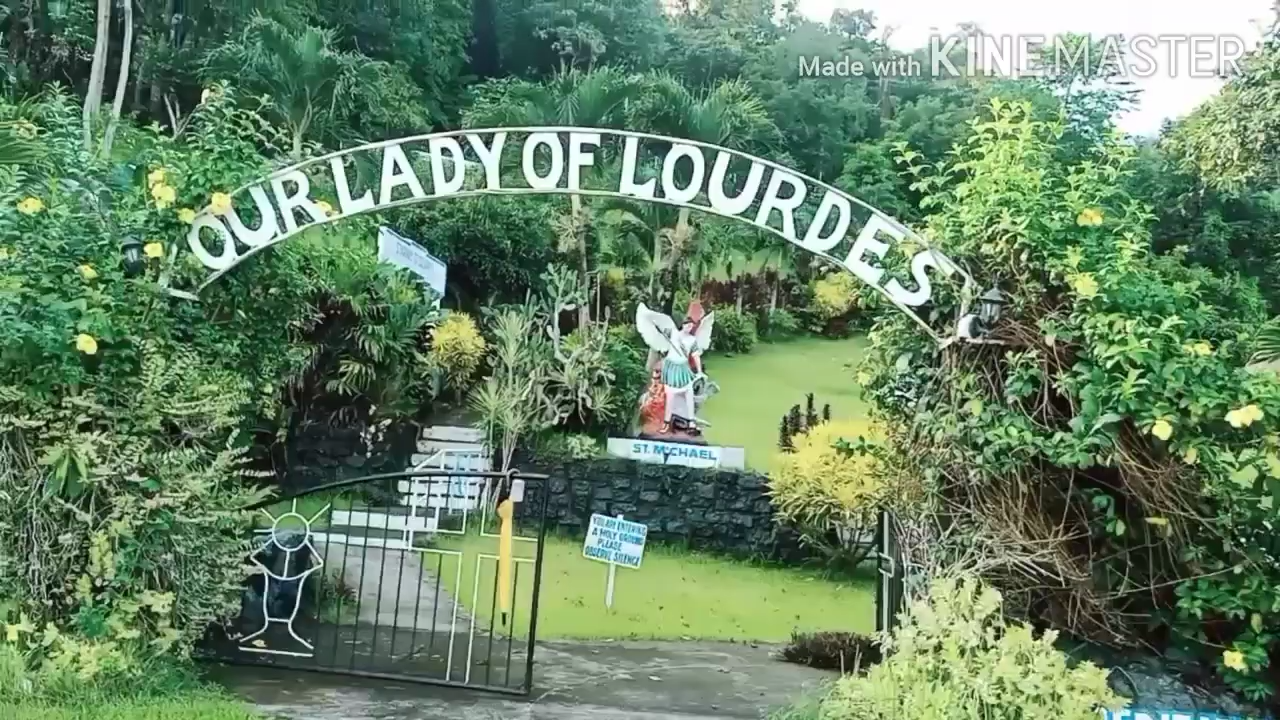 Made with KINEMASTER
OUR LADY OF LOURDES
ST. MICHAEL
YOU ARE ENTERING
A HOLY GROUND
PLEASE
OBSERVE SILENCE